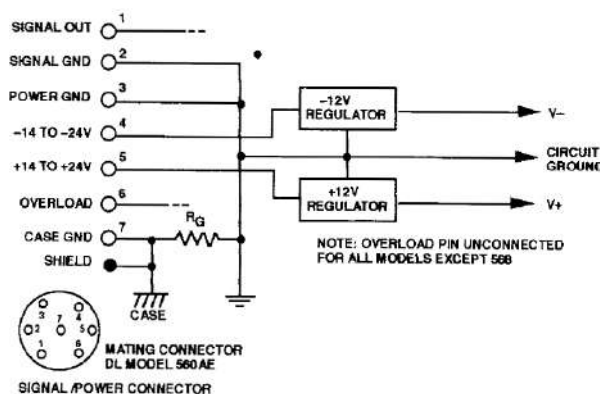 SIGNAL OUT 1
SIGNAL GND 2
POWER GND 3
-14 TO -24V 4
+14 TO +24V 5
OVERLOAD 6
CASE GND 7
SHIELD
RG
CASE
-12V
REGULATOR
+12V
REGULATOR
V-
CIRCUIT
GROUND
V+
NOTE: OVERLOAD PIN UNCONNECTED
FOR ALL MODELS EXCEPT 568
3 7 4
2 5
1 6
MATING CONNECTOR
DL MODEL 560AE
SIGNAL/POWER CONNECTOR